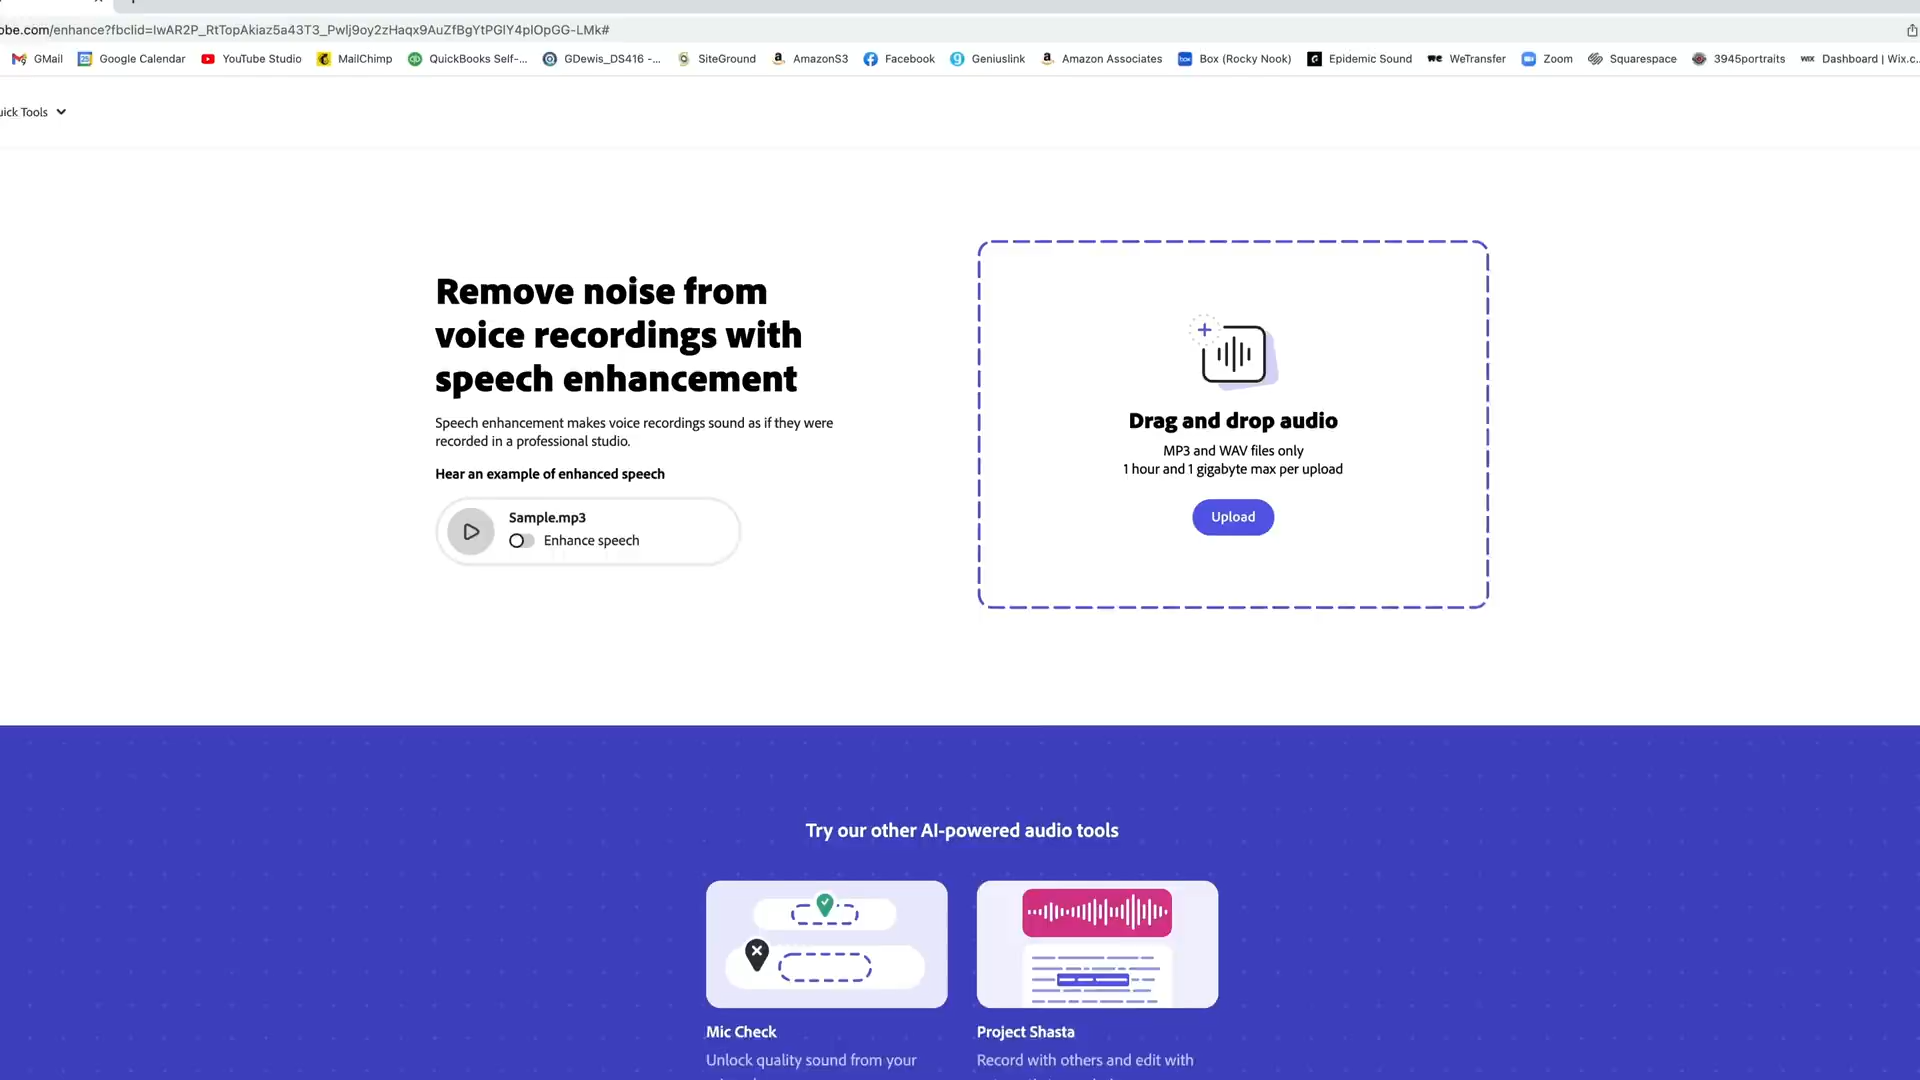 obe.com/enhance?fbclid=IwAR2P_RtTopAkiaz5a43T3_Pwlj9oy2zHaqx9AuZfBgYtPGlY4plOpGG-LMk#
GMail Google Calendar YouTube Studio MailChimp QuickBooks Self-... GDewis_DS416 -... SiteGround AmazonS3 Facebook Geniuslink Amazon Associates Box (Rocky Nook) Epidemic Sound WeTransfer Zoom Squarespace 3945portraits WIX Dashboard | Wix.c...
uick Tools
Remove noise from
voice recordings with
speech enhancement
Speech enhancement makes voice recordings sound as if they were
recorded in a professional studio.
Hear an example of enhanced speech
Sample.mp3
Enhance speech
Drag and drop audio
MP3 and WAV files only
1 hour and 1 gigabyte max per upload
Upload
Try our other AI-powered audio tools
Mic Check
Unlock quality sound from your
Project Shasta
Record with others and edit with